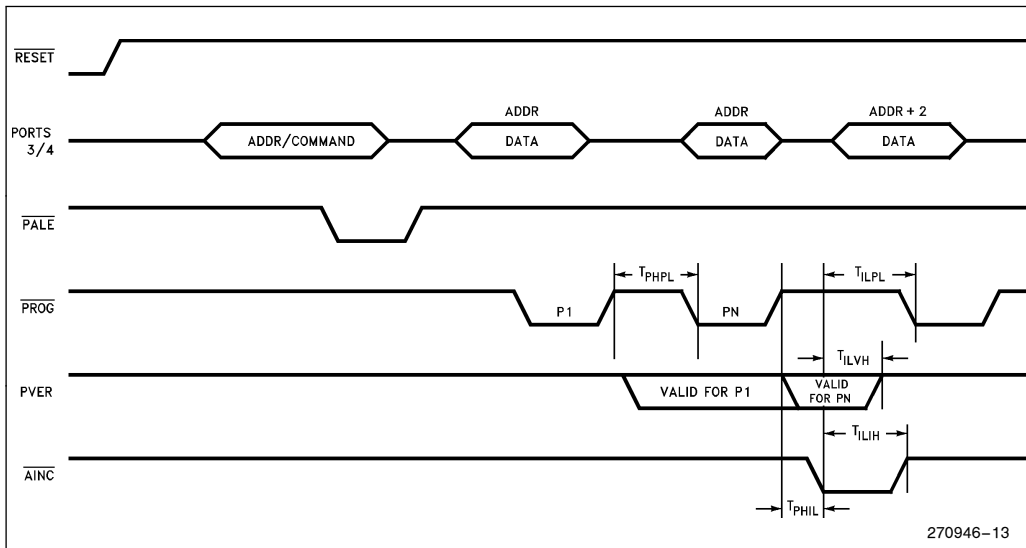 RESET
ADDR ADDR ADDR + 2
PORTS
3/4
ADDR/COMMAND DATA DATA DATA
PALE
TPHPL TILPL
PROG
P1 PN
TILVH
PVER
VALID FOR P1
VALID
FOR PN
TILIH
AINC
TPHIL
270946-13